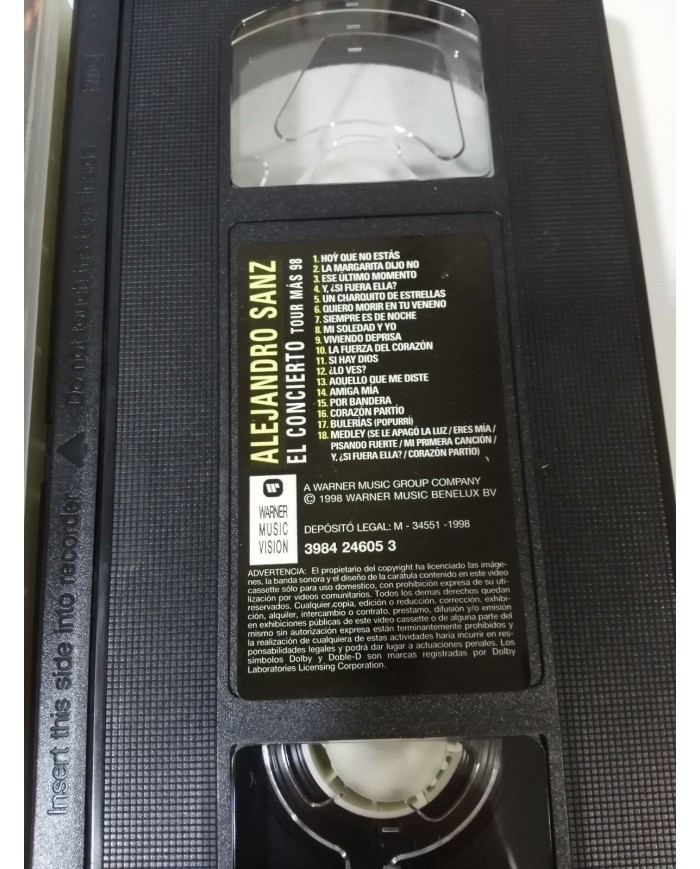 ALEJANDRO SANZ
EL CONCIERTO TOUR MÁS 98
1. HOY QUE NO ESTÁS
2. LA MARGARITA DIJO NO
3. ESE ÚLTIMO MOMENTO
4. Y, ¿SI FUERA ELLA?
5. UN CHARQUITO DE ESTRELLAS
6. QUIERO MORIR EN TU VENENO
7. SIEMPRE ES DE NOCHE
8. MI SOLEDAD Y YO
9. VIVIENDO DEPRISA
10. LA FUERZA DEL CORAZÓN
11. SI HAY DIOS
12. ¿LO VES?
13. AQUELLO QUE ME DISTE
14. AMIGA MIA
15. POR BANDERA
16. CORAZÓN PARTÍO
17. BULERÍAS (POPURRÍ)
18. MEDLEY (SE LE APAGÓ LA LUZ / ERES MÍA /
PISANDO FUERTE / MI PRIMERA CANCIÓN /
Y, ¿SI FUERA ELLA? / CORAZÓN PARTÍO)
WARNER
MUSIC
VISION
A WARNER MUSIC GROUP COMPANY
© 1998 WARNER MUSIC BENELUX BV
DEPÓSITO LEGAL: M - 34551 -1998
3984 24605 3
ADVERTENCIA: El propietario del copyright ha licenciado las imáge-
nes, la banda sonora y el diseño de la carátula contenido en este video
cassette sólo para uso domestico, con prohibición expresa de su uti-
lización por videos comunitarios. Todos los demas derechos quedan
reservados. Cualquier.copia, edición o reducción, corrección, exhibi-
ción, alquiler, intercambio o contrato, prestamo, difusión y/o emisión
en exhibiciones públicas de este video cassette o de alguna parte del
mismo sin autorización expresa están terminantemente prohibidos y
la realización de cualquiera de estas actividades haria incurrir en res-
ponsabilidades legales y podrá dar lugar a actuaciones penales. Los
símbolos Dolby y Doble-D son marcas registradas por Dolby
Laboratories Licensing Corporation.
Insert this side into recorder
Do not touch the tape inside